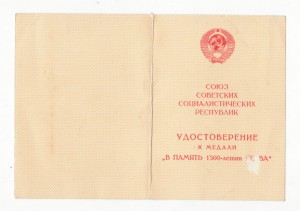 СОЮЗ
СОВЕТСКИХ
СОЦИАЛИСТИЧЕСКИХ
РЕСПУБЛИК
УДОСТОВЕРЕНИЕ
К МЕДАЛИ
„В ПАМЯТЬ 1500-летия